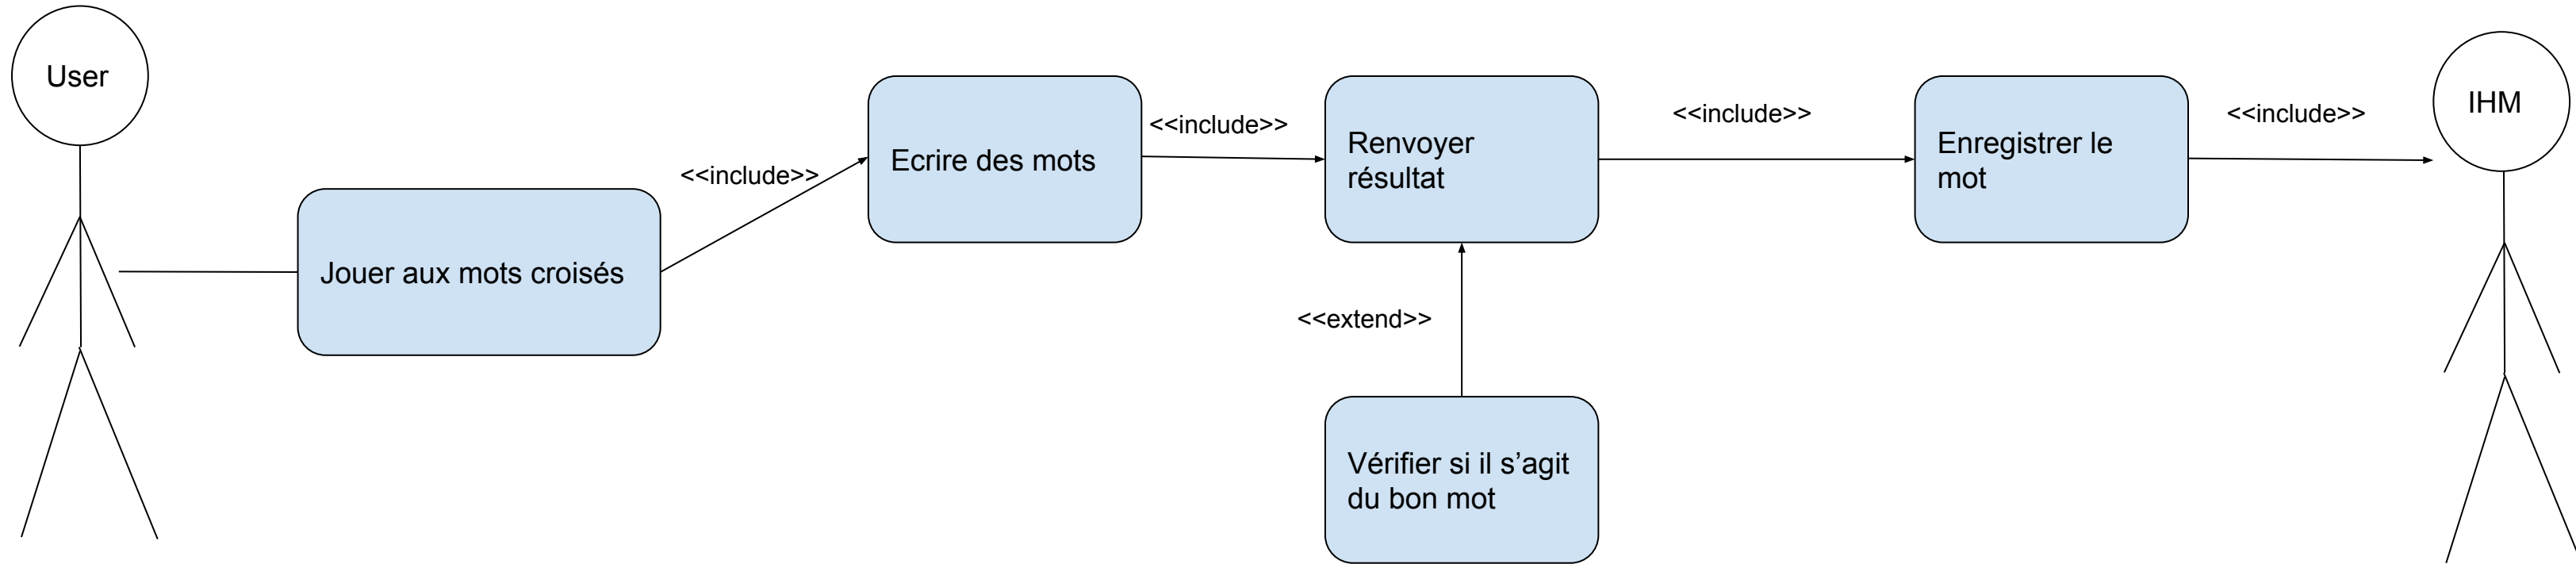 User
IHM
<<include>>
<<include>>
<<include>>
<<include>>
Ecrire des mots
Renvoyer
résultat
Enregistrer le
mot
Jouer aux mots croisés
<<extend>>
Vérifier si il s’agit
du bon mot